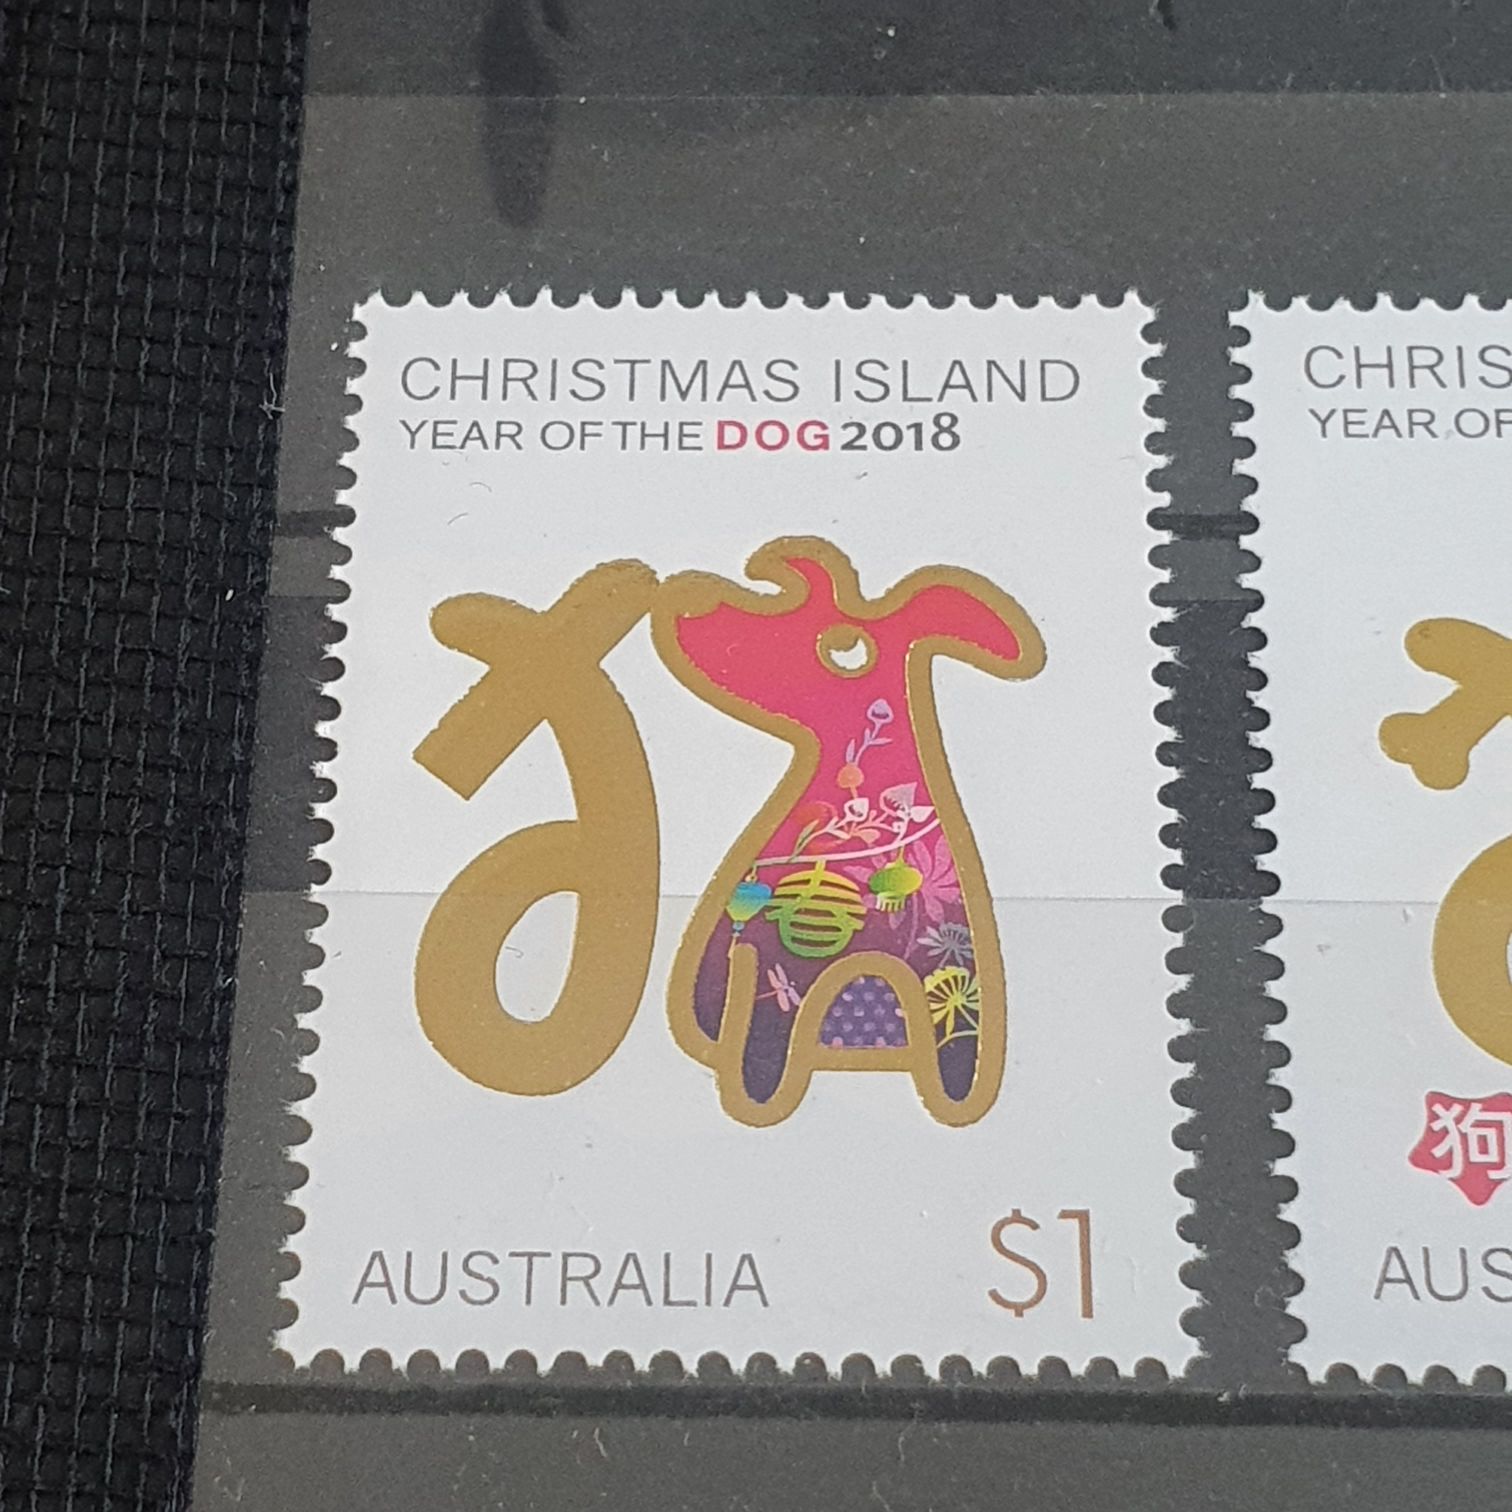 CHRISTMAS ISLAND
YEAR OF THE DOG 2018
春
AUSTRALIA
$1
CHRIS
YEAR OF
狗
AUS